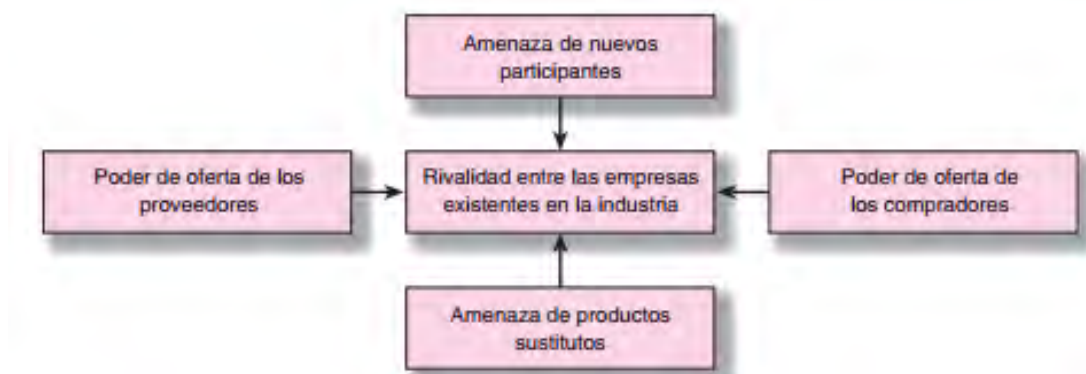 Amenaza de nuevos
participantes
Poder de oferta de los
proveedores
Rivalidad entre las empresas
existentes en la industria
Poder de oferta de
los compradores
Amenaza de productos
sustitutos